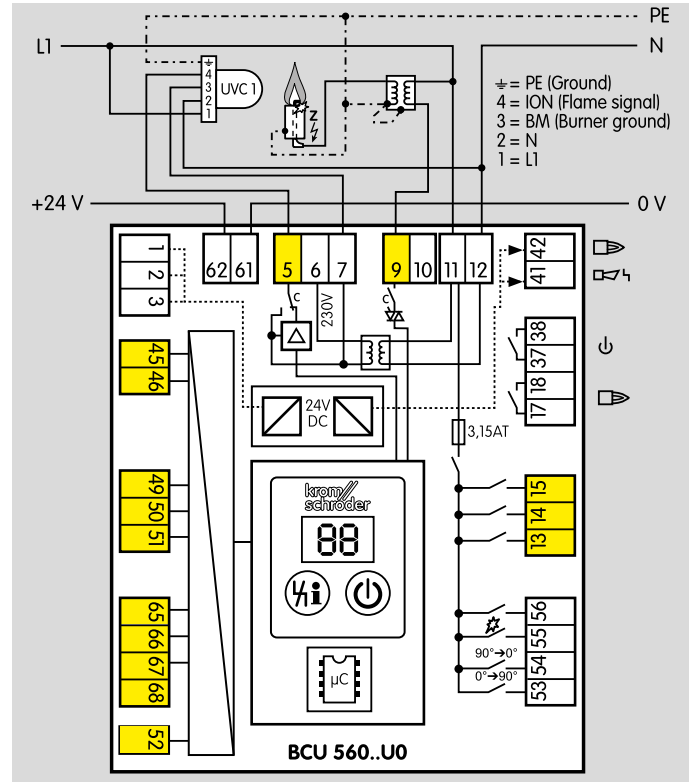 PE
L1
N
4
3
2
1
UVC 1
Z
= PE (Ground)
4 = ION (Flame signal)
3 = BM (Burner ground)
2 = N
1 = L1
+24 V
0 V
1
2
3
62 61
5 6 7
9 10
11 12
42
41
c
230V
c
38
37
18
17
45
46
24V
DC
3,15AT
49
50
51
15
14
13
krom
schröder
88
i
65
66
67
68
56
55
54
53
90°→0°
0°→90°
µC
52
BCU 560..U0